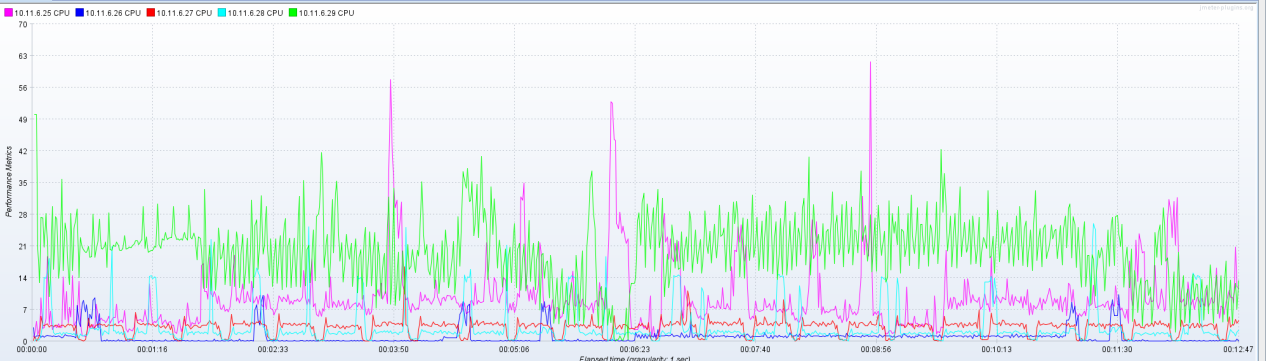 jmeter-plugins.org
10.11.6.25 CPU 10.11.6.26 CPU 10.11.6.27 CPU 10.11.6.28 CPU 10.11.6.29 CPU
70
63
56
49
42
35
28
21
14
7
0
Performance Metrics
00:00:00 00:01:16 00:02:33 00:03:50 00:05:06 00:06:23 00:07:40 00:08:56 00:10:13 00:11:30 00:12:47
Elapsed time (granularity: 1 sec)